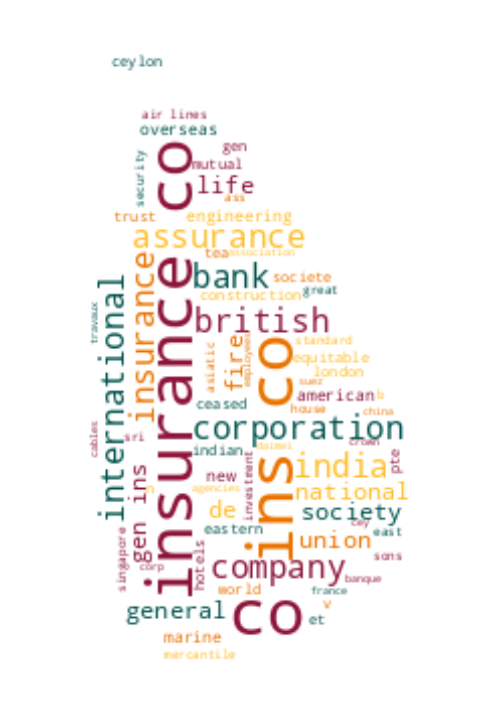 ceylon
air lines
overseas
co
gen
security
mutual
life
ass
trust
engineering
assurance
tea
association
insurance
insurance
bank
societe
construction
great
international
travaux
british
asiatic
fire
employees
co
standard
equitable
london
suez
american
b
ceased
house
china
corporation
cables
sri
crown
indian
daimei
india
pte
gen ins
n
new
agencies
investment
ins
national
de
society
eastern
cey
east
singapore
corp
hotels
union
company
sons
banque
world
france
v
general
co
et
marine
mercantile